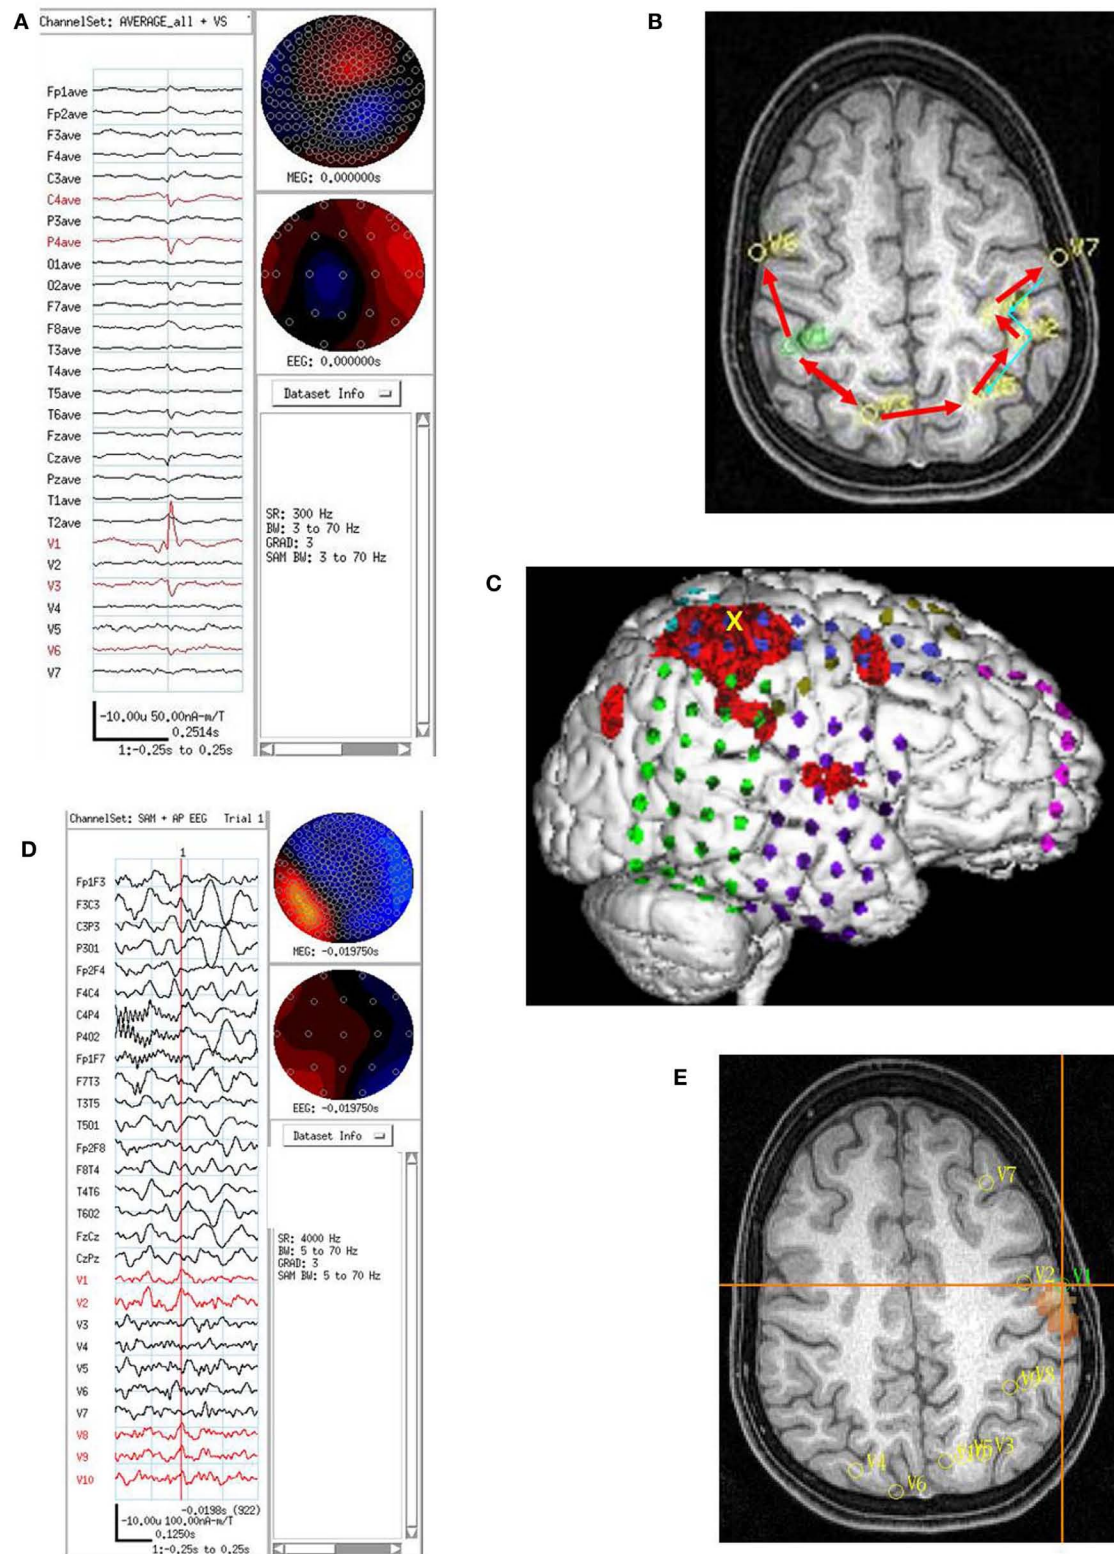 A
ChannelSet: AVERAGE_all + VS
Fp1ave
Fp2ave
F3ave
F4ave
C3ave
C4ave
P3ave
P4ave
O1ave
O2ave
F7ave
F8ave
T3ave
T4ave
T5ave
T6ave
Fzave
Czave
Pzave
T1ave
T2ave
V1
V2
V3
V4
V5
V6
V7
-10.00u 50.00nA-m/T
0.2514s
1:-0.25s to 0.25s
MEG: 0.000000s
EEG: 0.000000s
Dataset Info
SR: 300 Hz
BW: 3 to 70 Hz
GRAD: 3
SAM BW: 3 to 70 Hz
B
V6
V7
V3
C
X
D
ChannelSet: SAM + AP EEG Trial 1
1
Fp1F3
F3C3
C3P3
P3O1
Fp2F4
F4C4
C4P4
P4O2
Fp1F7
F7T3
T3T5
T5O1
Fp2F8
F8T4
T4T6
T6O2
FzCz
CzPz
V1
V2
V3
V4
V5
V6
V7
V8
V9
V10
-0.0198s (922)
-10.00u 100.00nA-m/T
0.1250s
1:-0.25s to 0.25s
MEG: -0.019750s
EEG: -0.019750s
Dataset Info
SR: 4000 Hz
BW: 5 to 70 Hz
GRAD: 3
SAM BW: 5 to 70 Hz
E
V7
V2
V1
V8
V3
V4
V6